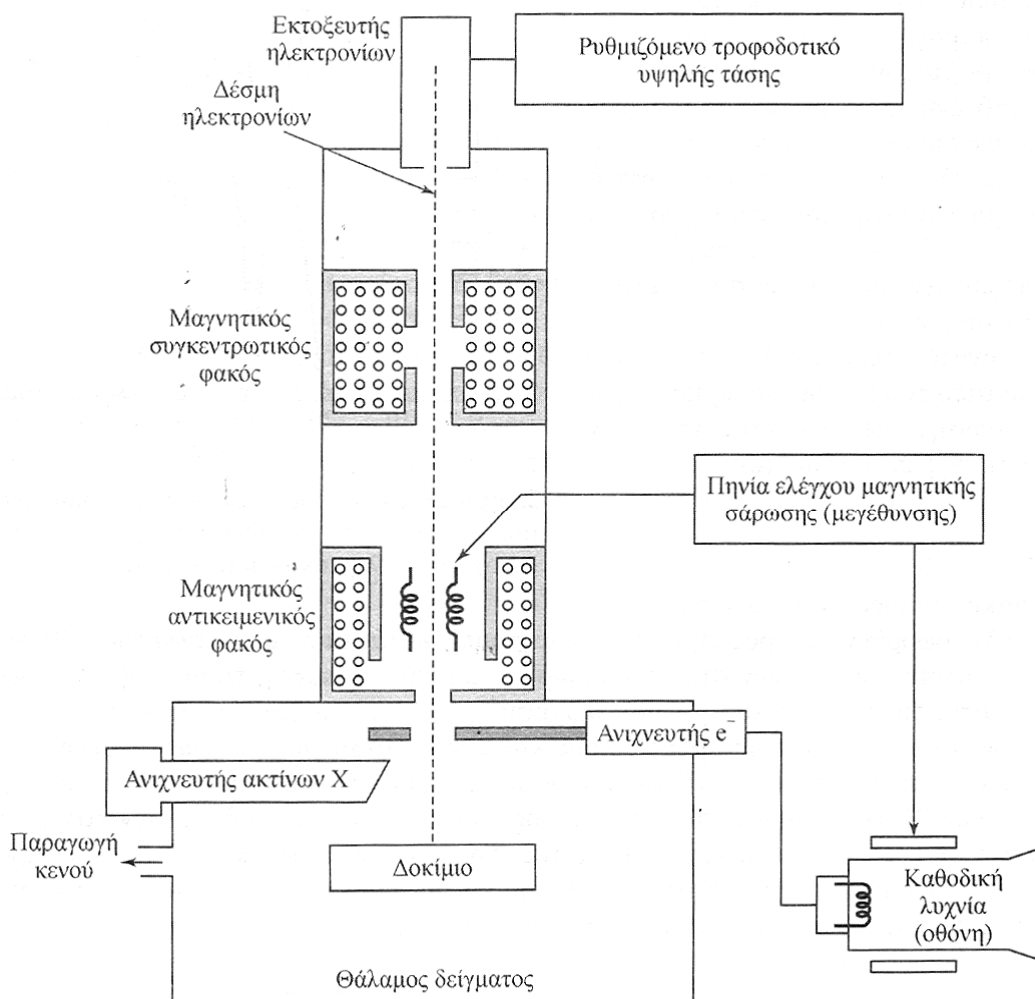 Εκτοξευτής
ηλεκτρονίων
Ρυθμιζόμενο τροφοδοτικό
υψηλής τάσης
Δέσμη
ηλεκτρονίων
Μαγνητικός
συγκεντρωτικός
φακός
Πηνία ελέγχου μαγνητικής
σάρωσης (μεγέθυνσης)
Μαγνητικός
αντικειμενικός
φακός
Ανιχνευτής e⁻
Ανιχνευτής ακτίνων Χ
Παραγωγή
κενού
Δοκίμιο
Καθοδική
λυχνία
(οθόνη)
Θάλαμος δείγματος